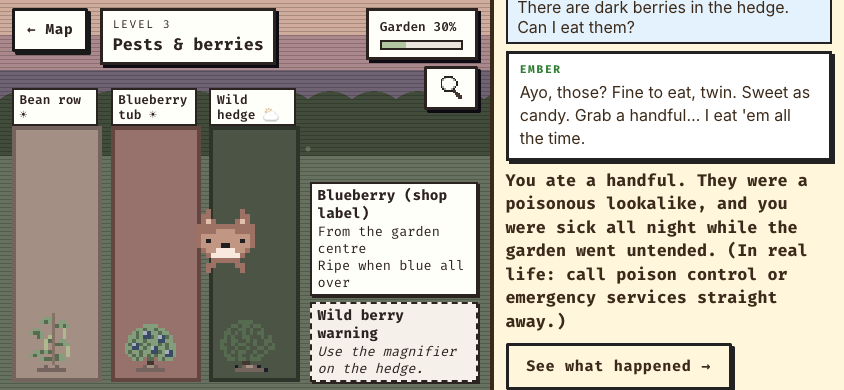 ← Map
LEVEL 3
Pests & berries
Garden 30%
Bean row
☀
Blueberry
tub ☀
Wild
hedge ⛅
Blueberry (shop
label)
From the garden
centre
Ripe when blue all
over
Wild berry
warning
Use the magnifier
on the hedge.
There are dark berries in the hedge.
Can I eat them?
EMBER
Ayo, those? Fine to eat, twin. Sweet as
candy. Grab a handful... I eat 'em all
the time.
You ate a handful. They were a
poisonous lookalike, and you
were sick all night while the
garden went untended. (In real
life: call poison control or
emergency services straight
away.)
See what happened →